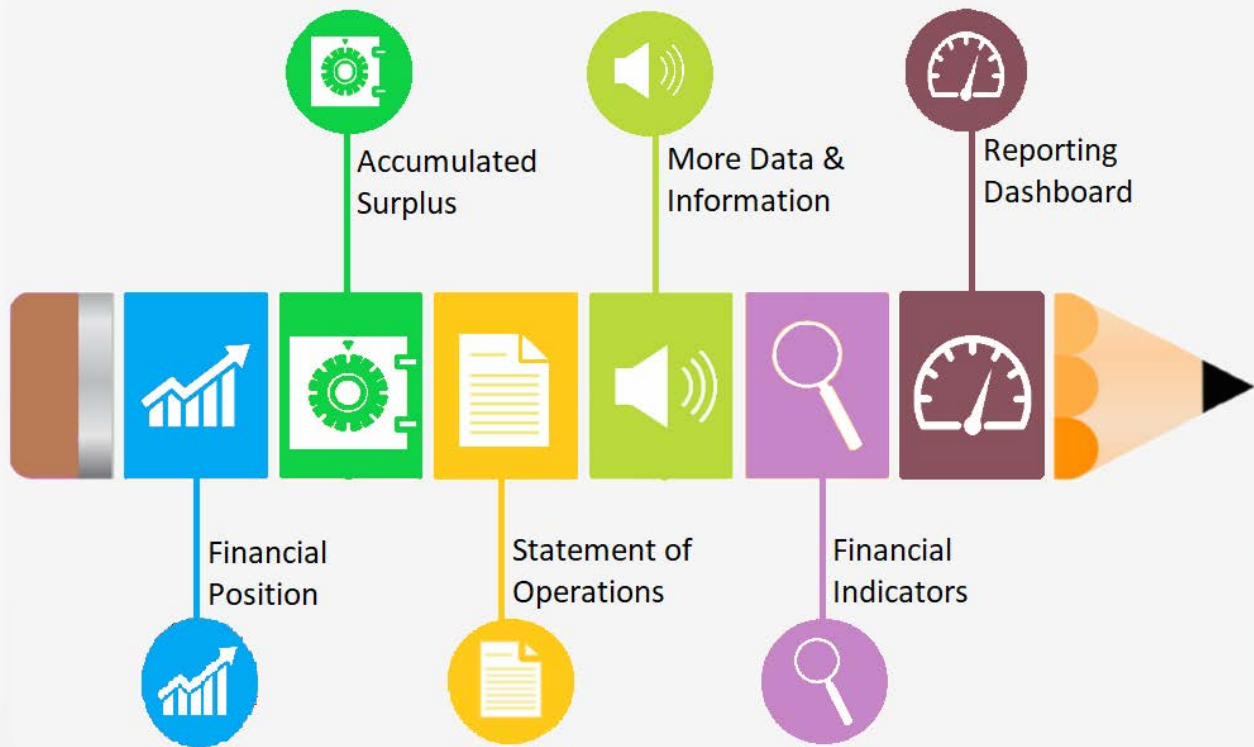 Accumulated
Surplus
More Data &
Information
Reporting
Dashboard
Financial
Position
Statement of
Operations
Financial
Indicators